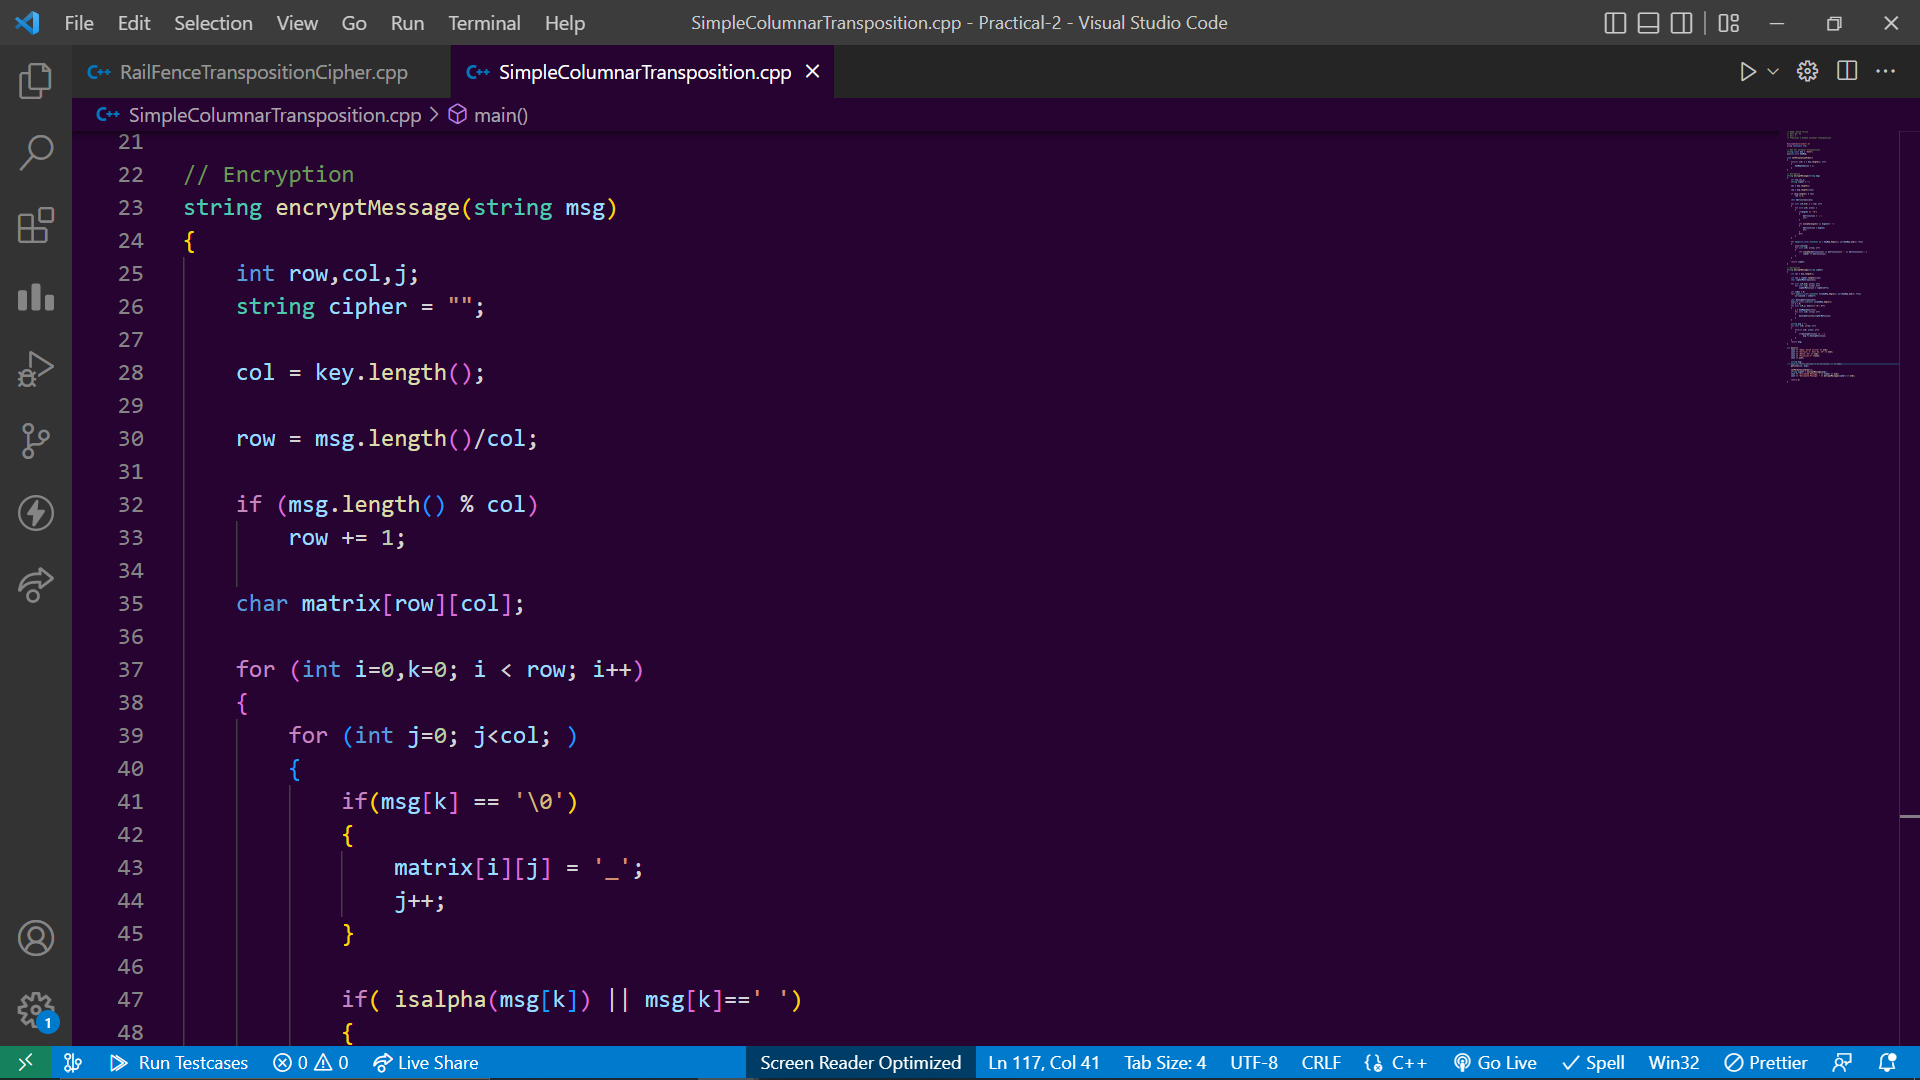 File Edit Selection View Go Run Terminal Help SimpleColumnarTransposition.cpp - Practical-2 - Visual Studio Code
C++ RailFenceTranspositionCipher.cpp C++ SimpleColumnarTransposition.cpp
C++ SimpleColumnarTransposition.cpp > main()
21
22 // Encryption
23 string encryptMessage(string msg)
24 {
25 int row,col,j;
26 string cipher = "";
27
28 col = key.length();
29
30 row = msg.length()/col;
31
32 if (msg.length() % col)
33 row += 1;
34
35 char matrix[row][col];
36
37 for (int i=0,k=0; i < row; i++)
38 {
39 for (int j=0; j<col; )
40 {
41 if(msg[k] == '\0')
42 {
43 matrix[i][j] = '_';
44 j++;
45 }
46
47 if( isalpha(msg[k]) || msg[k]==' ')
48 {
1
Run Testcases 0 0 Live Share Screen Reader Optimized Ln 117, Col 41 Tab Size: 4 UTF-8 CRLF C++ Go Live Spell Win32 Prettier